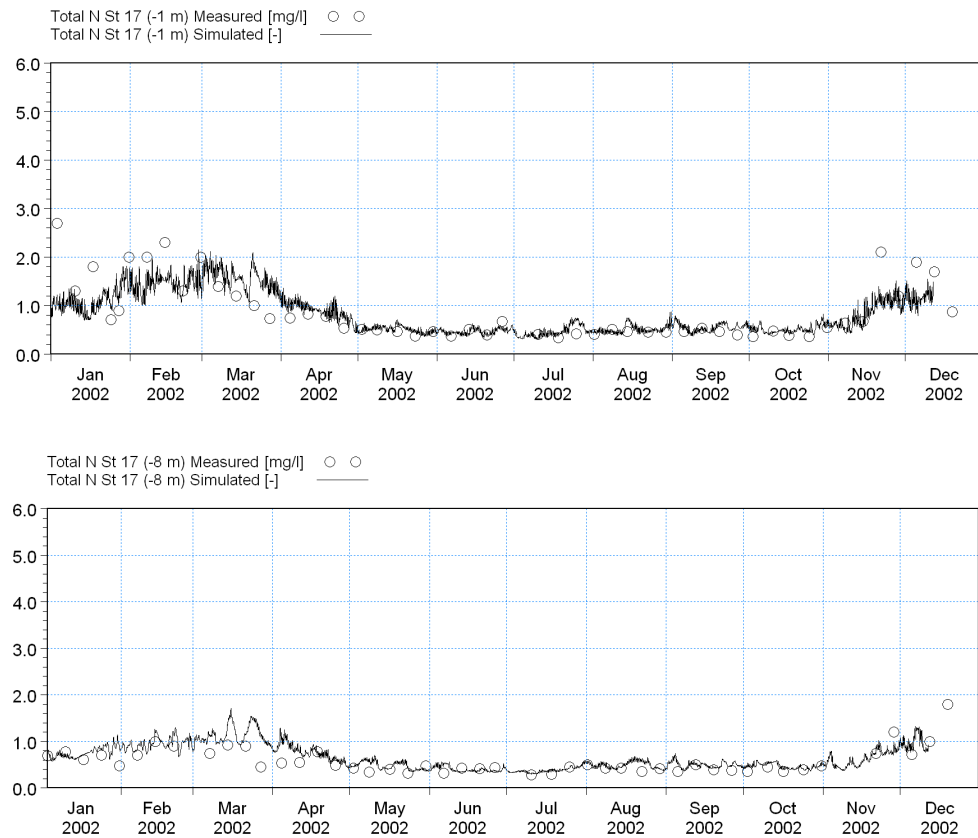 Total N St 17 (-1 m) Measured [mg/l]
Total N St 17 (-1 m) Simulated [-]
6.0
5.0
4.0
3.0
2.0
1.0
0.0
Jan Feb Mar Apr May Jun Jul Aug Sep Oct Nov Dec
2002 2002 2002 2002 2002 2002 2002 2002 2002 2002 2002 2002
Total N St 17 (-8 m) Measured [mg/l]
Total N St 17 (-8 m) Simulated [-]
6.0
5.0
4.0
3.0
2.0
1.0
0.0
Jan Feb Mar Apr May Jun Jul Aug Sep Oct Nov Dec
2002 2002 2002 2002 2002 2002 2002 2002 2002 2002 2002 2002